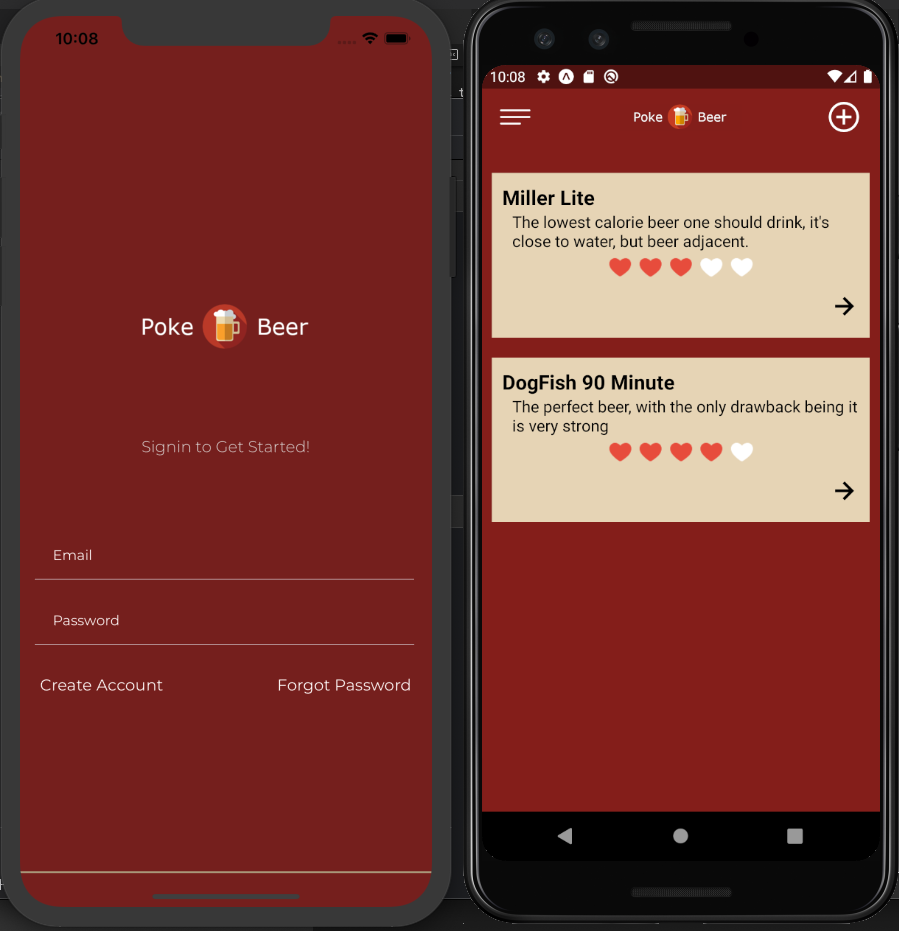 10:08
Poke Beer
Signin to Get Started!
Email
Password
Create Account
Forgot Password
10:08
Poke Beer
Miller Lite
The lowest calorie beer one should drink, it's
close to water, but beer adjacent.
DogFish 90 Minute
The perfect beer, with the only drawback being it
is very strong